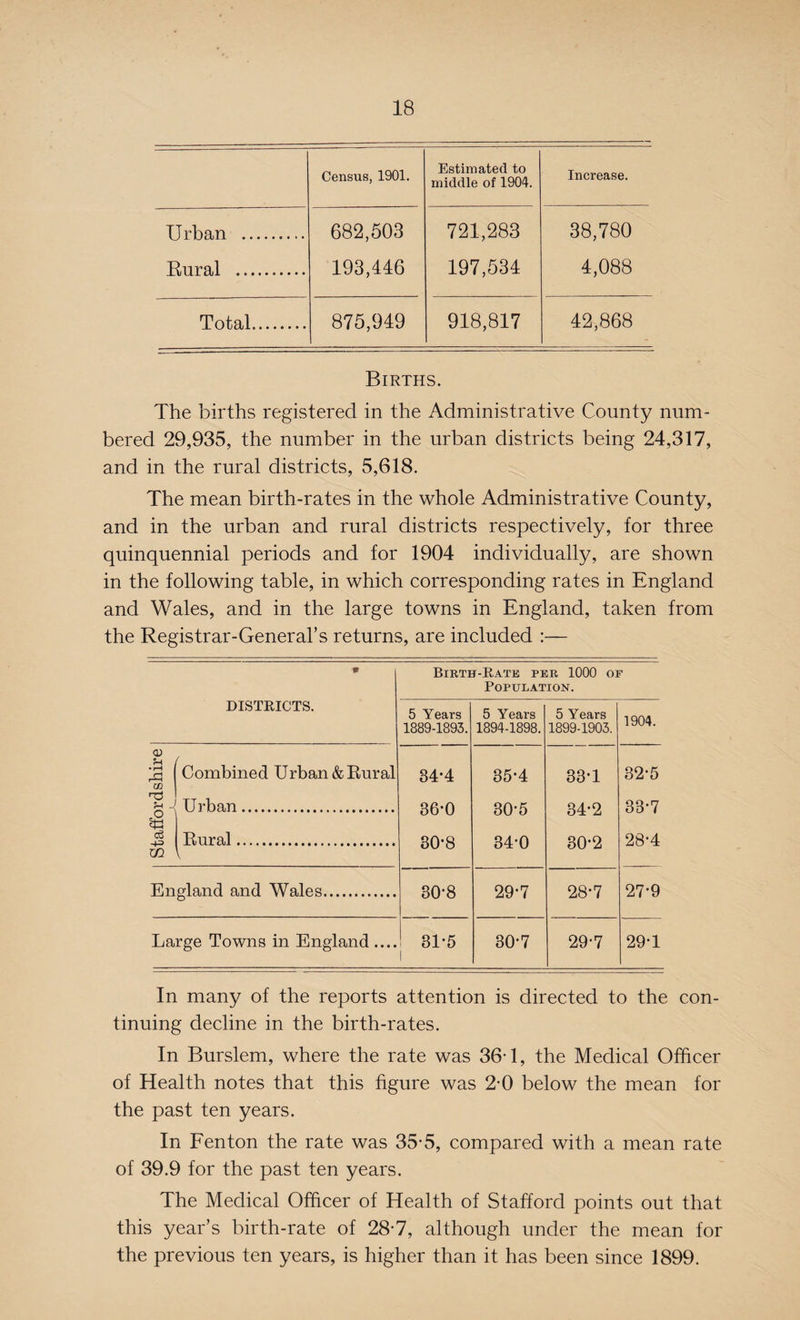 18
Census, 1901. Estimated to middle of 1904. Increase.
Urban ......... 682,503 721,283 38,780
Rural .......... 193,446 197,534 4,088
Total........ 875,949 918,817 42,868
Births.
The births registered in the Administrative County num-
bered 29,935, the number in the urban districts being 24,317,
and in the rural districts, 5,618.
The mean birth-rates in the whole Administrative County,
and in the urban and rural districts respectively, for three
quinquennial periods and for 1904 individually, are shown
in the following table, in which corresponding rates in England
and Wales, and in the large towns in England, taken from
the Registrar-General's returns, are included :—
DISTRICTS. Birth-Rate per 1000 of Population.
5 Years 1889-1893. 5 Years 1894-1898. 5 Years 1899-1903. 1904.
Staffordshire
Combined Urban & Rural 34·4 35·4 33·1 32·5
Urban........................ 36·0 30·5 34·2 33·7
Rural........................ 30·8 34·0 30·2 28·4
England and Wales............ 30·8 29·7 28·7 27·9
Large Towns in England .... 31·5 30·7 29·7 29·1
In many of the reports attention is directed to the con-
tinuing decline in the birth-rates.
In Burslem, where the rate was 36·1, the Medical Officer
of Health notes that this figure was 2·0 below the mean for
the past ten years.
In Fenton the rate was 35·5, compared with a mean rate
of 39.9 for the past ten years.
The Medical Officer of Health of Stafford points out that
this year's birth-rate of 28·7, although under the mean for
the previous ten years, is higher than it has been since 1899.